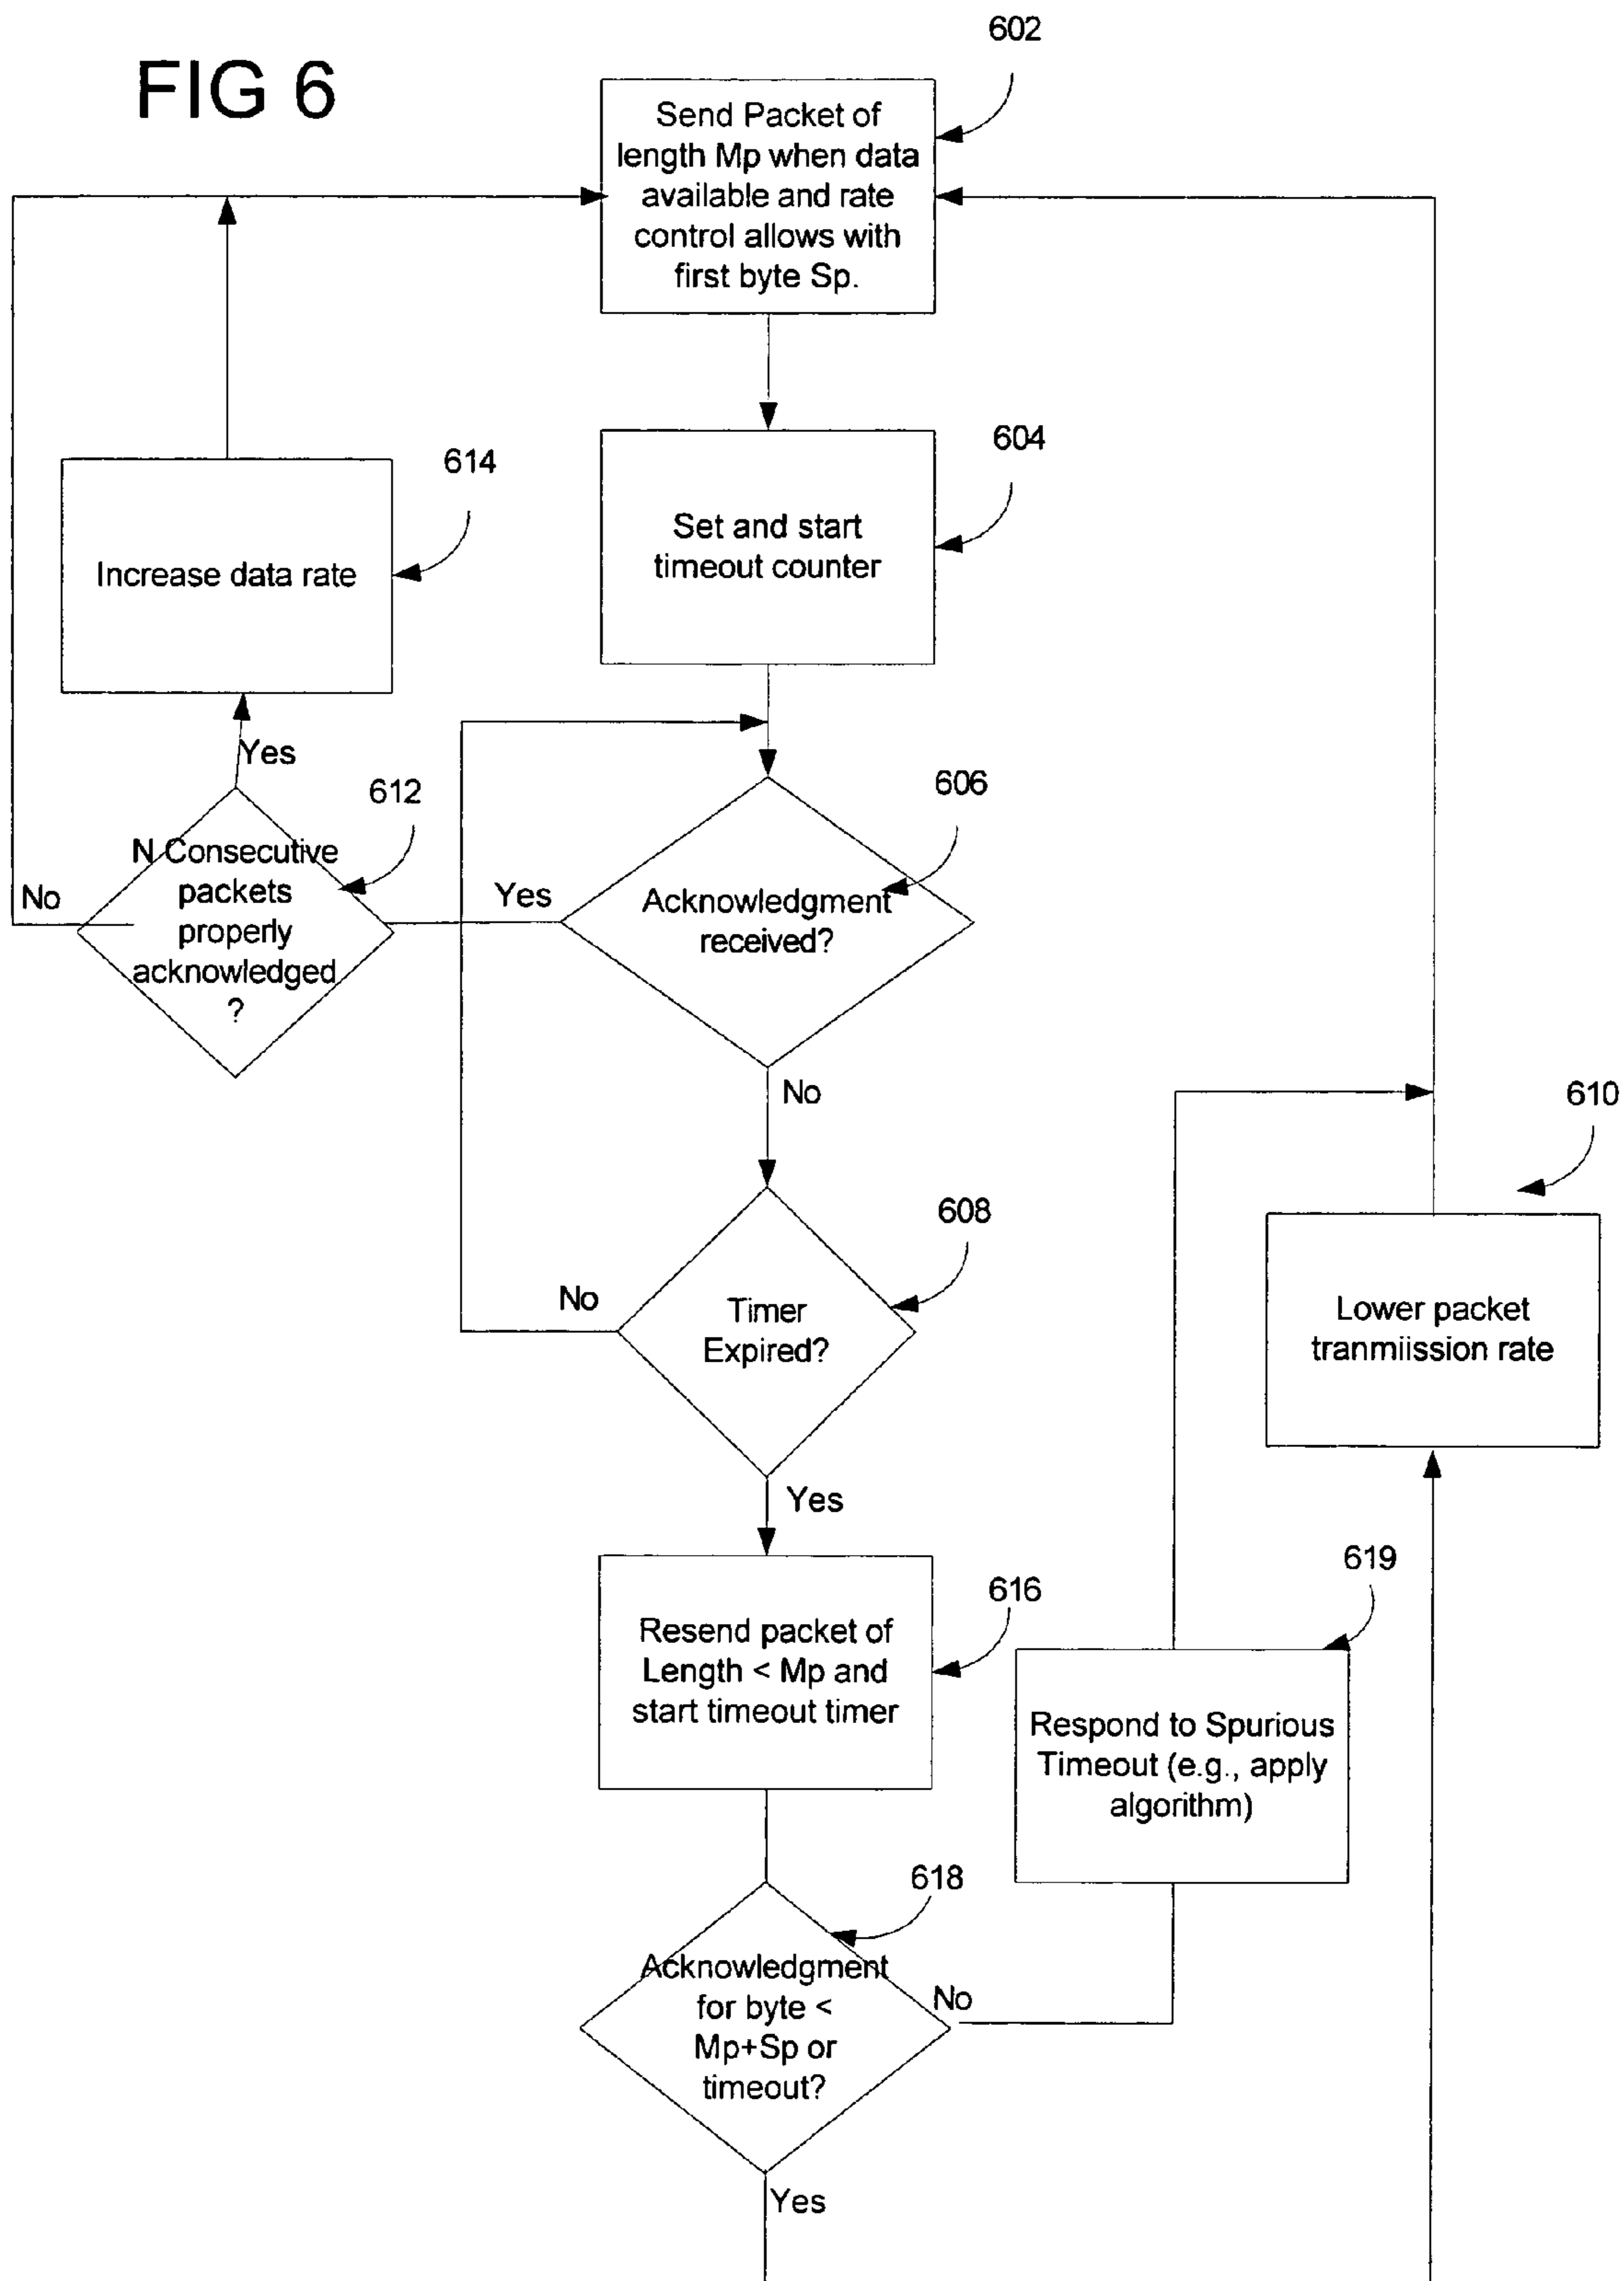 FIG 6
602
Send Packet of
length Mp when data
available and rate
control allows with
first byte Sp.
604
Set and start
timeout counter
614
Increase data rate
Yes
612
N Consecutive
packets
properly
acknowledged
?
No
Yes
606
Acknowledgment
received?
No
610
Lower packet
tranmiission rate
608
Timer
Expired?
No
Yes
616
Resend packet of
Length < Mp and
start timeout timer
619
Respond to Spurious
Timeout (e.g., apply
algorithm)
618
Acknowledgment
for byte <
Mp+Sp or
timeout?
No
Yes